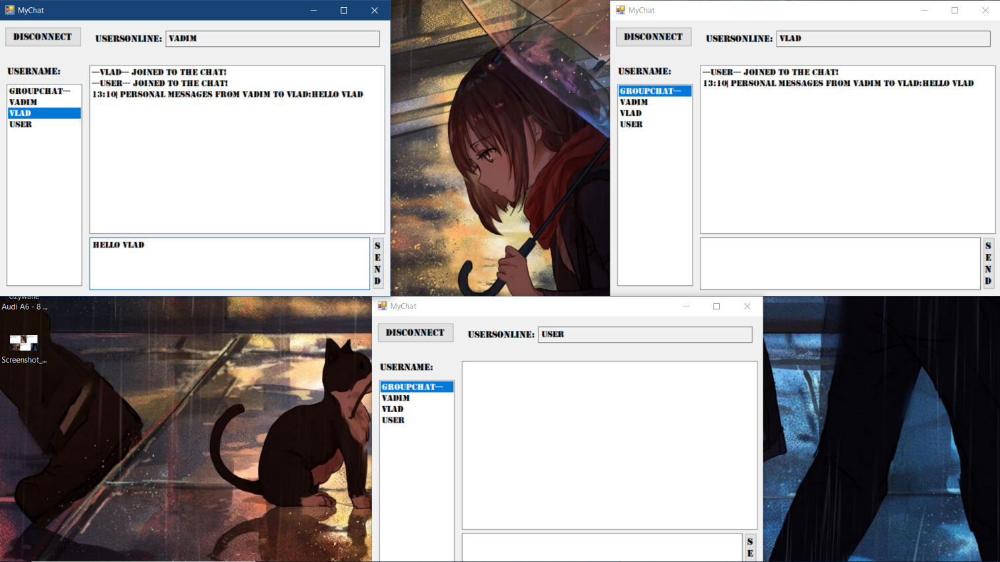 MyChat
DISCONNECT
USERSONLINE:
VADIM
USERNAME:
GROUPCHAT---
VADIM
VLAD
USER
---VLAD--- JOINED TO THE CHAT!
---USER--- JOINED TO THE CHAT!
13:10| PERSONAL MESSAGES FROM VADIM TO VLAD:HELLO VLAD
HELLO VLAD
S
E
N
D
MyChat
DISCONNECT
USERSONLINE:
VLAD
USERNAME:
GROUPCHAT---
VADIM
VLAD
USER
---USER--- JOINED TO THE CHAT!
13:10| PERSONAL MESSAGES FROM VADIM TO VLAD:HELLO VLAD
S
E
N
D
Używane
Audi A6 - 8 ...
Screenshot_...
MyChat
DISCONNECT
USERSONLINE:
USER
USERNAME:
GROUPCHAT---
VADIM
VLAD
USER
S
E